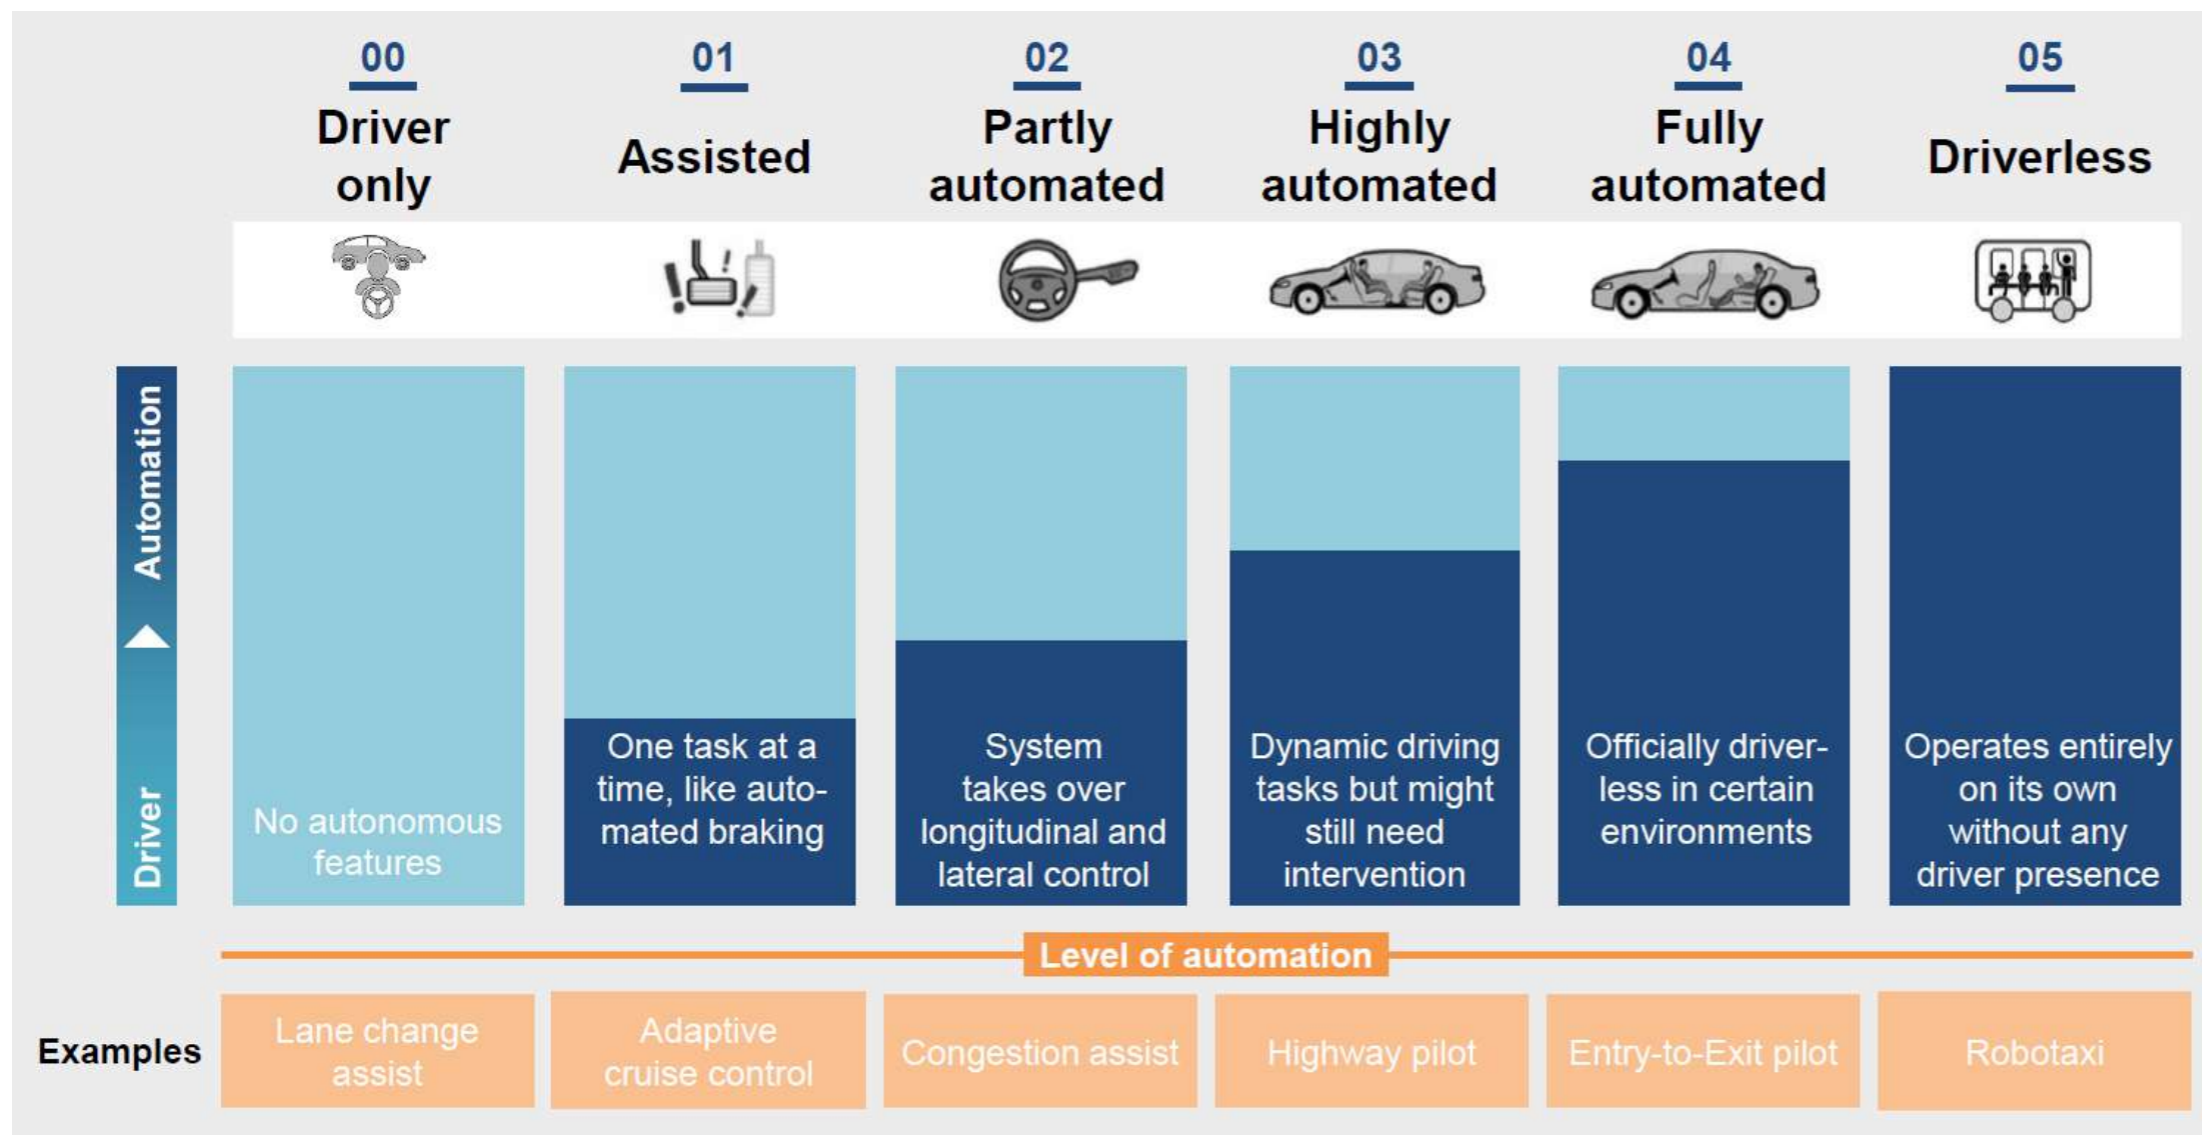 00
Driver
only
01
Assisted
02
Partly
automated
03
Highly
automated
04
Fully
automated
05
Driverless
Automation
Driver
No autonomous
features
One task at a
time, like auto-
mated braking
System
takes over
longitudinal and
lateral control
Dynamic driving
tasks but might
still need
intervention
Officially driver-
less in certain
environments
Operates entirely
on its own
without any
driver presence
Level of automation
Examples
Lane change
assist
Adaptive
cruise control
Congestion assist
Highway pilot
Entry-to-Exit pilot
Robotaxi